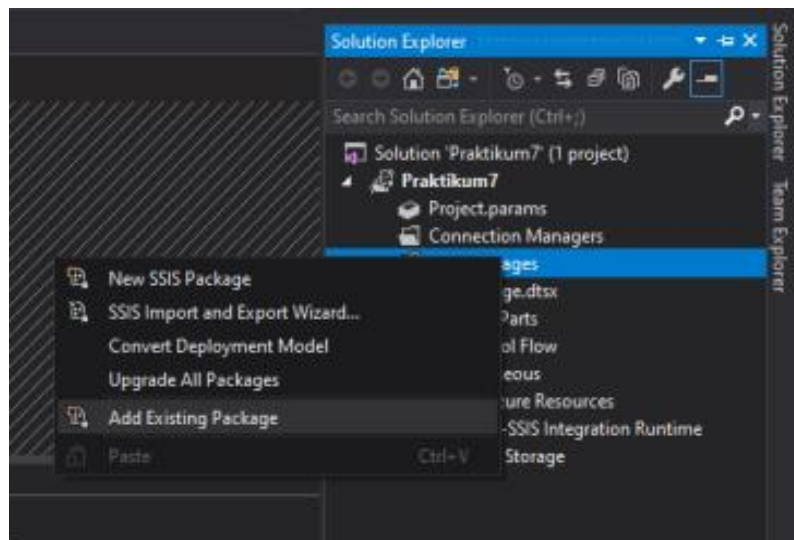 Solution Explorer
Search Solution Explorer (Ctrl+;)
Solution 'Praktikum7' (1 project)
Praktikum7
Project.params
Connection Managers
ages
ge.dtsx
Parts
ol Flow
eous
ure Resources
-SSIS Integration Runtime
Storage
New SSIS Package
SSIS Import and Export Wizard...
Convert Deployment Model
Upgrade All Packages
Add Existing Package
Paste Ctrl+V
Solution Explorer
Team Explorer